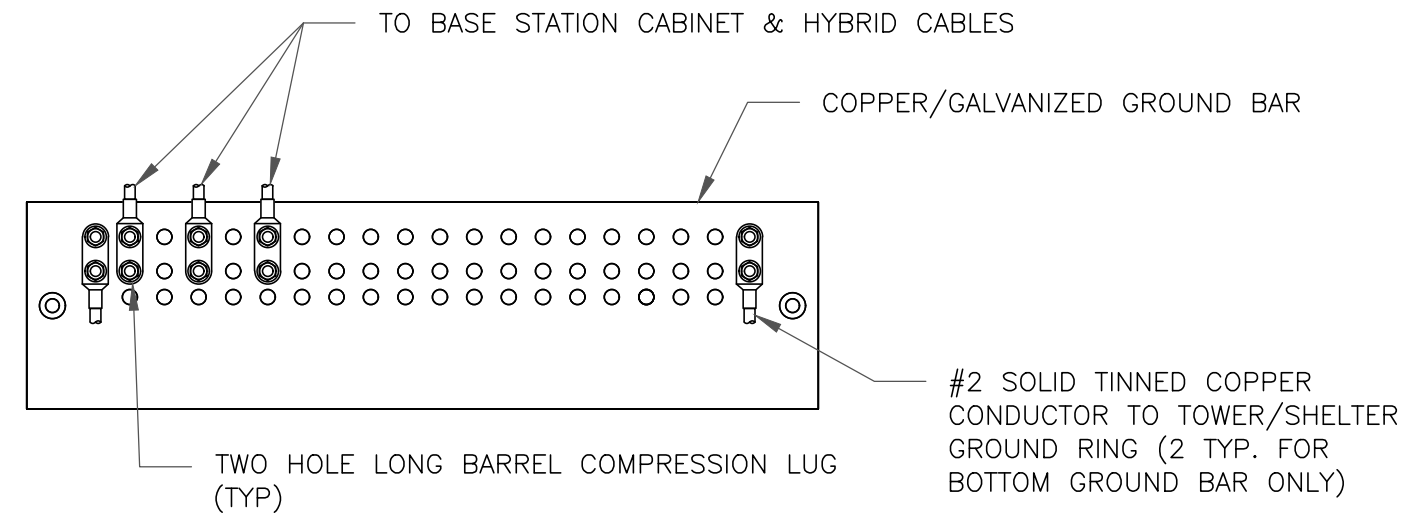 TO BASE STATION CABINET & HYBRID CABLES
COPPER/GALVANIZED GROUND BAR
#2 SOLID TINNED COPPER
CONDUCTOR TO TOWER/SHELTER
GROUND RING (2 TYP. FOR
BOTTOM GROUND BAR ONLY)
TWO HOLE LONG BARREL COMPRESSION LUG
(TYP)